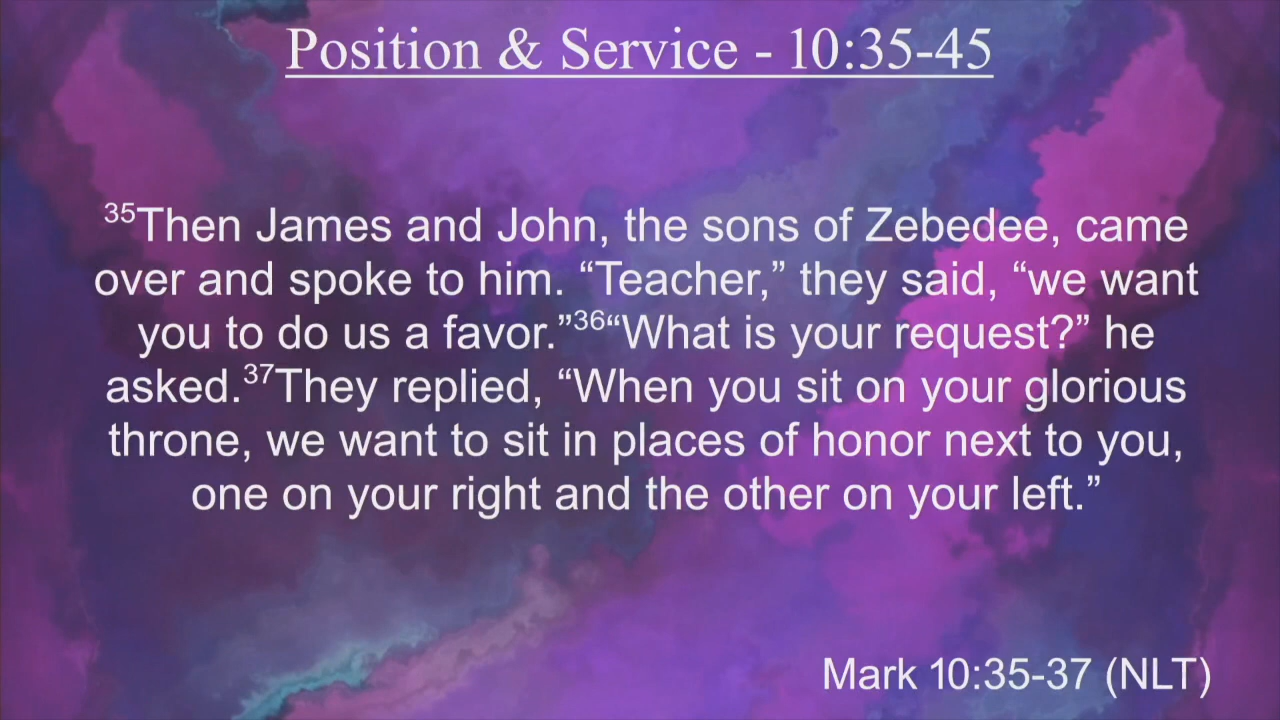 Position & Service - 10:35-45
³⁵Then James and John, the sons of Zebedee, came
over and spoke to him. “Teacher,” they said, “we want
you to do us a favor.”³⁶“What is your request?” he
asked.³⁷They replied, “When you sit on your glorious
throne, we want to sit in places of honor next to you,
one on your right and the other on your left.”
Mark 10:35-37 (NLT)